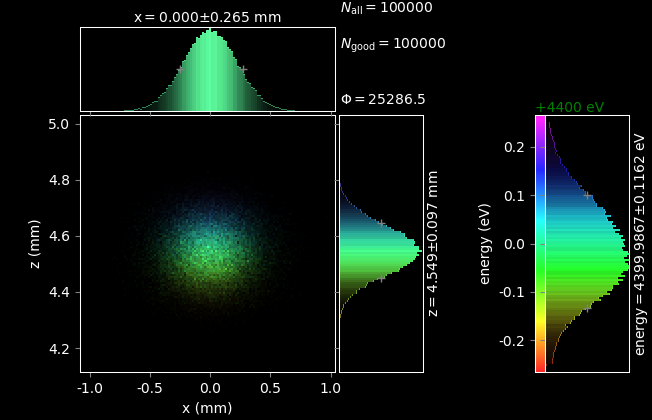 x = 0.000±0.265 mm
N_all = 100000
N_good = 100000
Φ = 25286.5
+4400 eV
5.0
4.8
4.6
4.4
4.2
z (mm)
-1.0 -0.5 0.0 0.5 1.0
x (mm)
z = 4.549±0.097 mm
0.2
0.1
0.0
-0.1
-0.2
energy (eV)
energy = 4399.9867±0.1162 eV